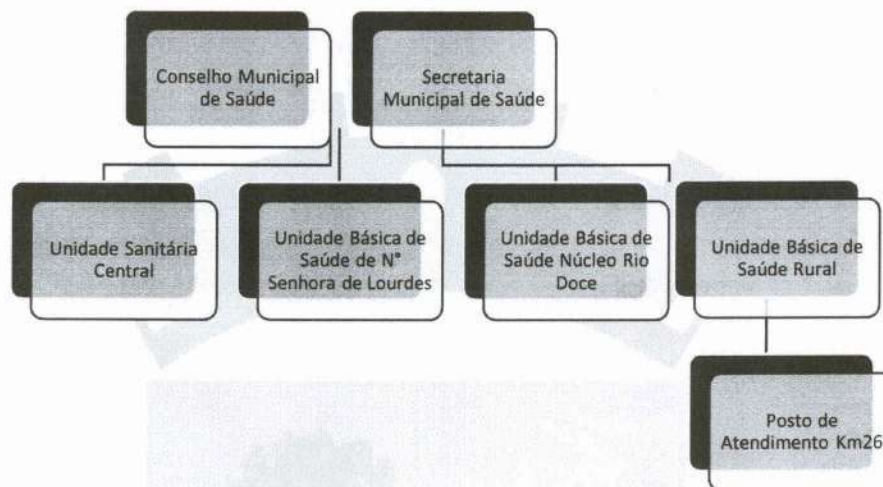 Conselho Municipal
de Saúde
Secretaria
Municipal de Saúde
Unidade Sanitária
Central
Unidade Básica de
Saúde de N°
Senhora de Lourdes
Unidade Básica de
Saúde Núcleo Rio
Doce
Unidade Básica de
Saúde Rural
Posto de
Atendimento Km26